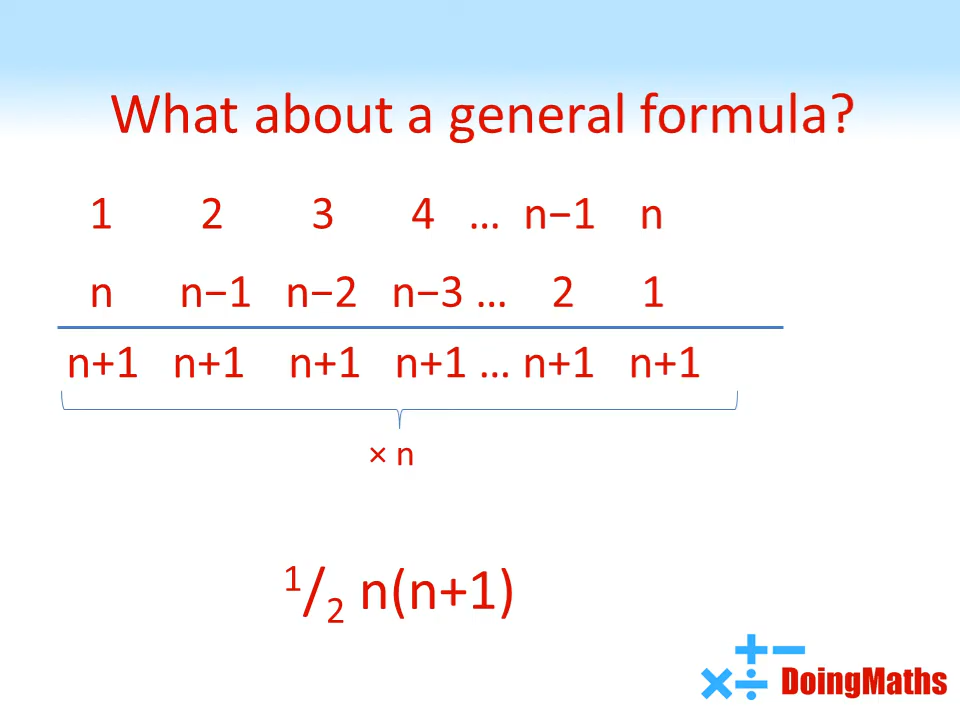 What about a general formula?
1 2 3 4 … n−1 n
n n−1 n−2 n−3 … 2 1
n+1 n+1 n+1 n+1 … n+1 n+1
× n
1/2 n(n+1)
DoingMaths